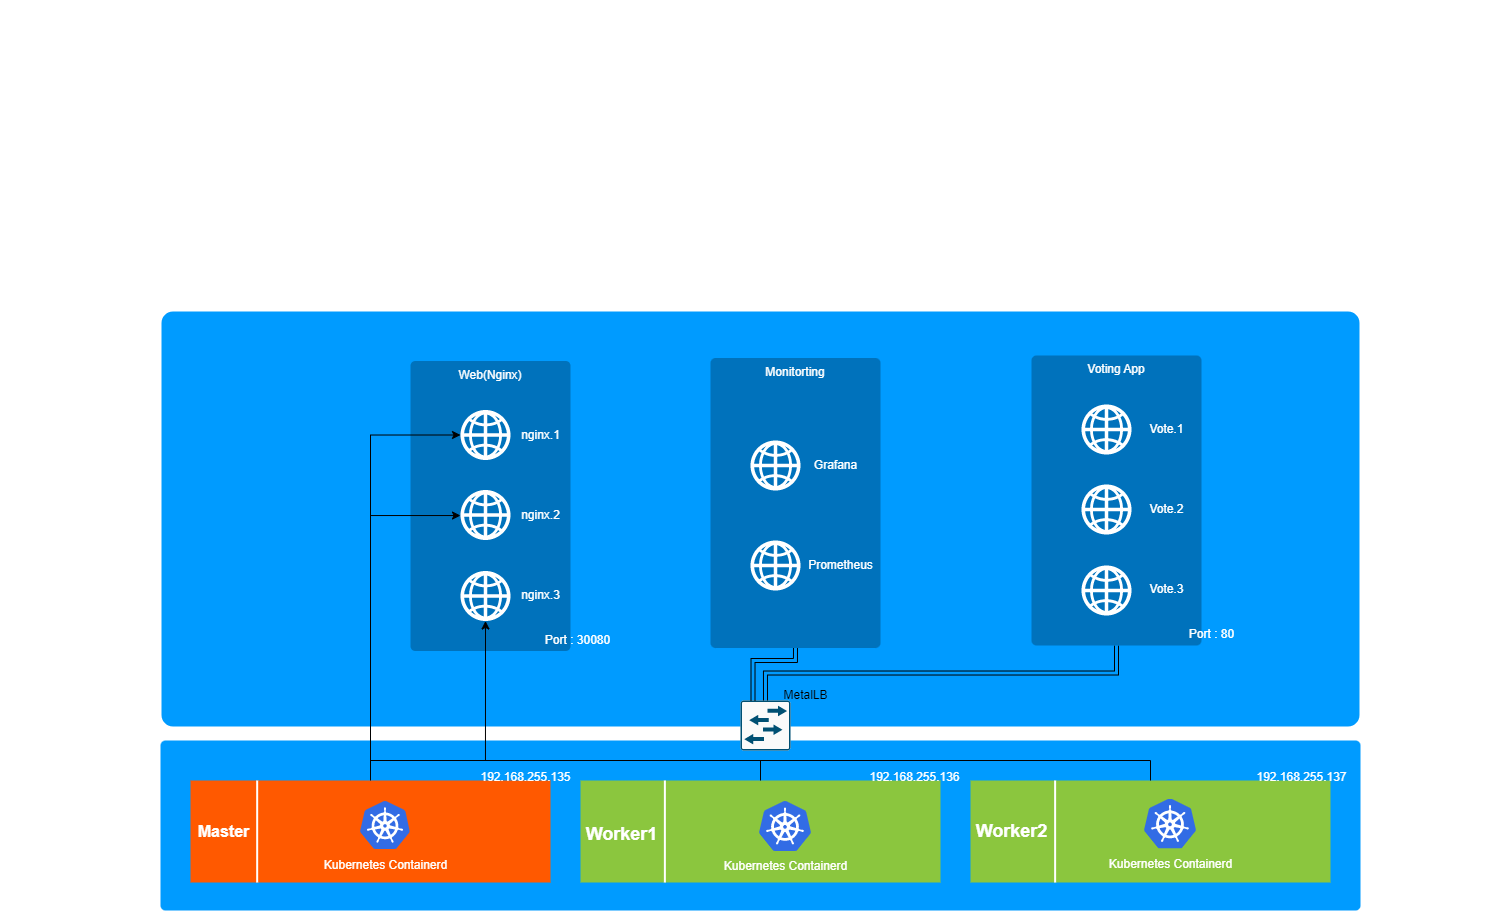 Web(Nginx)
nginx.1
nginx.2
nginx.3
Port : 30080
Monitorting
Grafana
Prometheus
Voting App
Vote.1
Vote.2
Vote.3
Port : 80
MetalLB
192.168.255.135
Master
Kubernetes Containerd
192.168.255.136
Worker1
Kubernetes Containerd
192.168.255.137
Worker2
Kubernetes Containerd